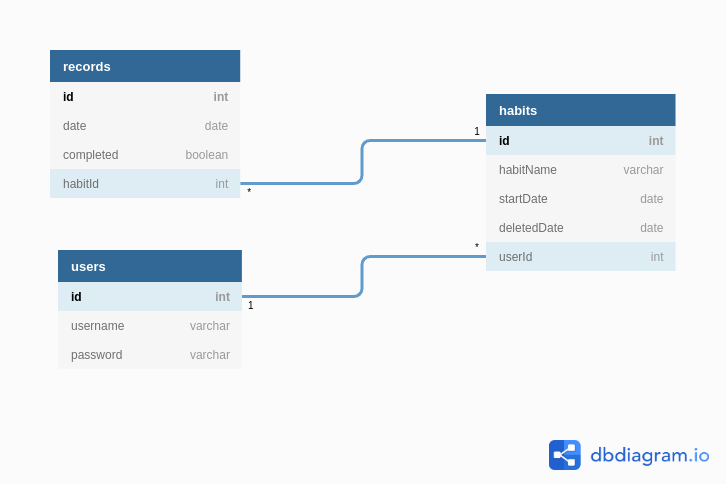 records
id int
date date
completed boolean
habitId int
*
1
habits
id int
habitName varchar
startDate date
deletedDate date
userId int
*
users
id int
1
username varchar
password varchar
dbdiagram.io